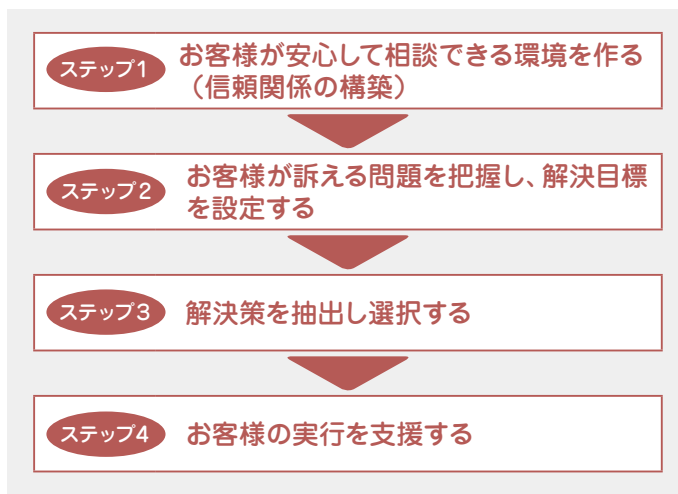 ステップ1
お客様が安心して相談できる環境を作る
（信頼関係の構築）
ステップ2
お客様が訴える問題を把握し、解決目標
を設定する
ステップ3
解決策を抽出し選択する
ステップ4
お客様の実行を支援する